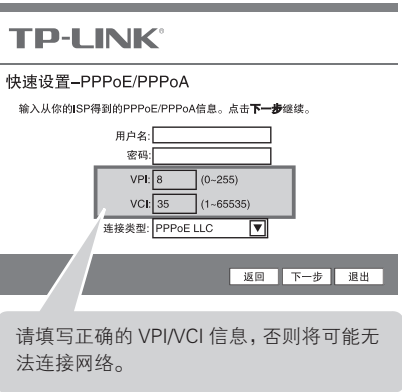 TP-LINK®
快速设置–PPPoE/PPPoA
输入从你的ISP得到的PPPoE/PPPoA信息。点击下一步继续。
用户名:
密码:
VPI: 8 (0~255)
VCI: 35 (1~65535)
连接类型: PPPoE LLC
返回 下一步 退出
请填写正确的 VPI/VCI 信息，否则将可能无
法连接网络。